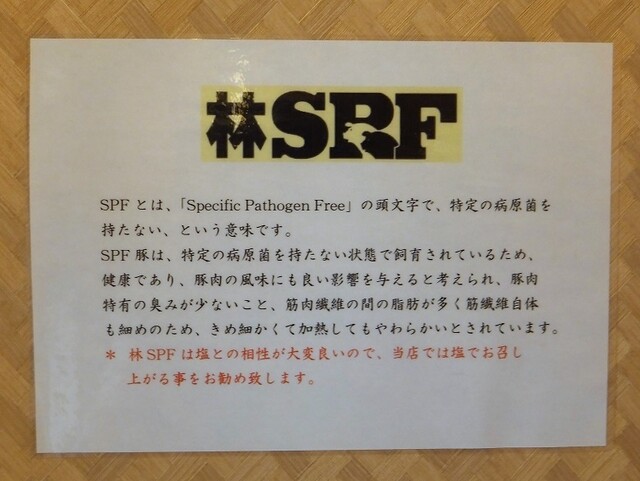 林SPF
SPF とは、「Specific Pathogen Free」の頭文字で、特定の病原菌を
持たない、という意味です。
SPF 豚は、特定の病原菌を持たない状態で飼育されているため、
健康であり、豚肉の風味にも良い影響を与えると考えられ、豚肉
特有の臭みが少ないこと、筋肉繊維の間の脂肪が多く筋繊維自体
も細めのため、きめ細かくて加熱してもやわらかいとされています。
＊ 林 SPF は塩との相性が大変良いので、当店では塩でお召し
上がる事をお勧め致します。